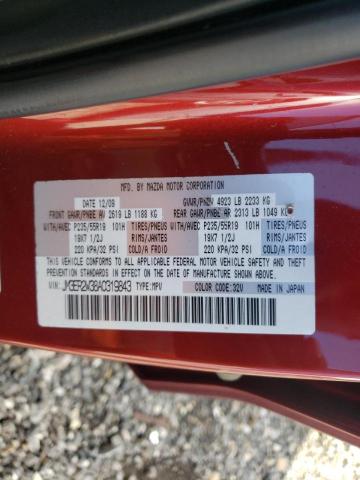 MFD. BY MAZDA MOTOR CORPORATION
DATE 12/09 GVWR/PNBV 4923 LB 2233 KG
FRONT GAWR/PNBE AV 2619 LB 1188 KG REAR GAWR/PNBE AR 2313 LB 1049 KG
WITH/AVEC P235/55R19 101H TIRES/PNEUS WITH/AVEC P235/55R19 101H TIRES/PNEUS
19X7 1/2J RIMS/JANTES 19X7 1/2J RIMS/JANTES
220 KPA/32 PSI COLD/A FROID 220 KPA/32 PSI COLD/A FROID
THIS VEHICLE CONFORMS TO ALL APPLICABLE FEDERAL MOTOR VEHICLE SAFETY AND
THEFT PREVENTION STANDARDS IN EFFECT ON THE DATE OF MANUFACTURE SHOWN ABOVE.
JM3ER2W38A0319843 TYPE:MPV COLOR CODE:32V MADE IN JAPAN